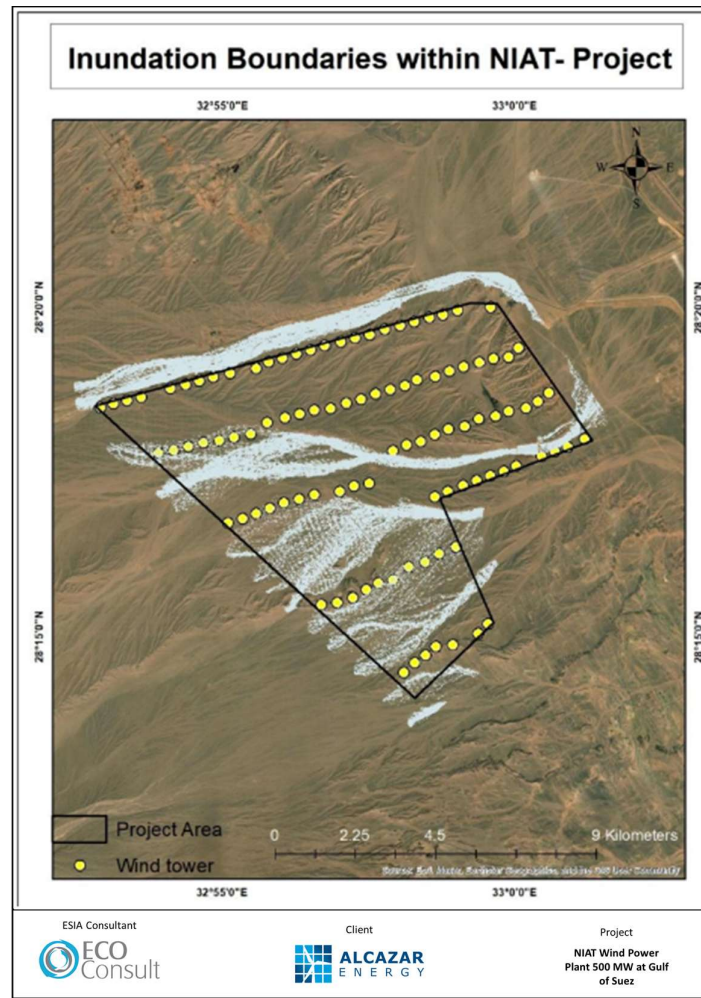 Inundation Boundaries within NIAT- Project
32°55'0"E
33°0'0"E
N
W
E
S
28°20'0"N
28°20'0"N
28°15'0"N
28°15'0"N
Project Area
Wind tower
0
2.25
4.5
9 Kilometers
32°55'0"E
33°0'0"E
ESIA Consultant
ECO
Consult
Client
ALCAZAR
ENERGY
Project
NIAT Wind Power
Plant 500 MW at Gulf
of Suez